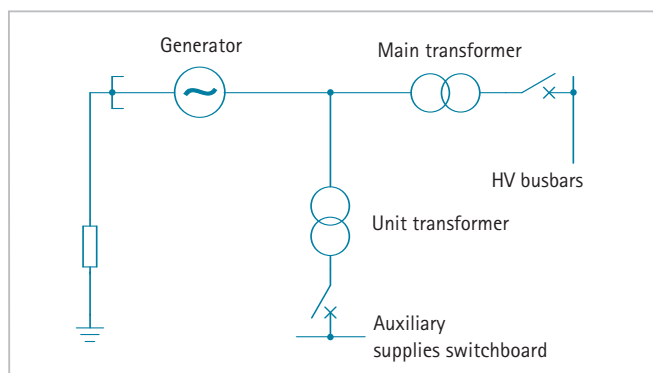 Generator
Main transformer
HV busbars
Unit transformer
Auxiliary
supplies switchboard